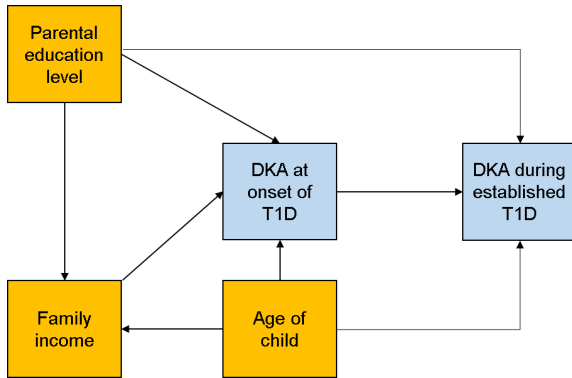 Parental
education
level
DKA at
onset of
T1D
DKA during
established
T1D
Family
income
Age of
child